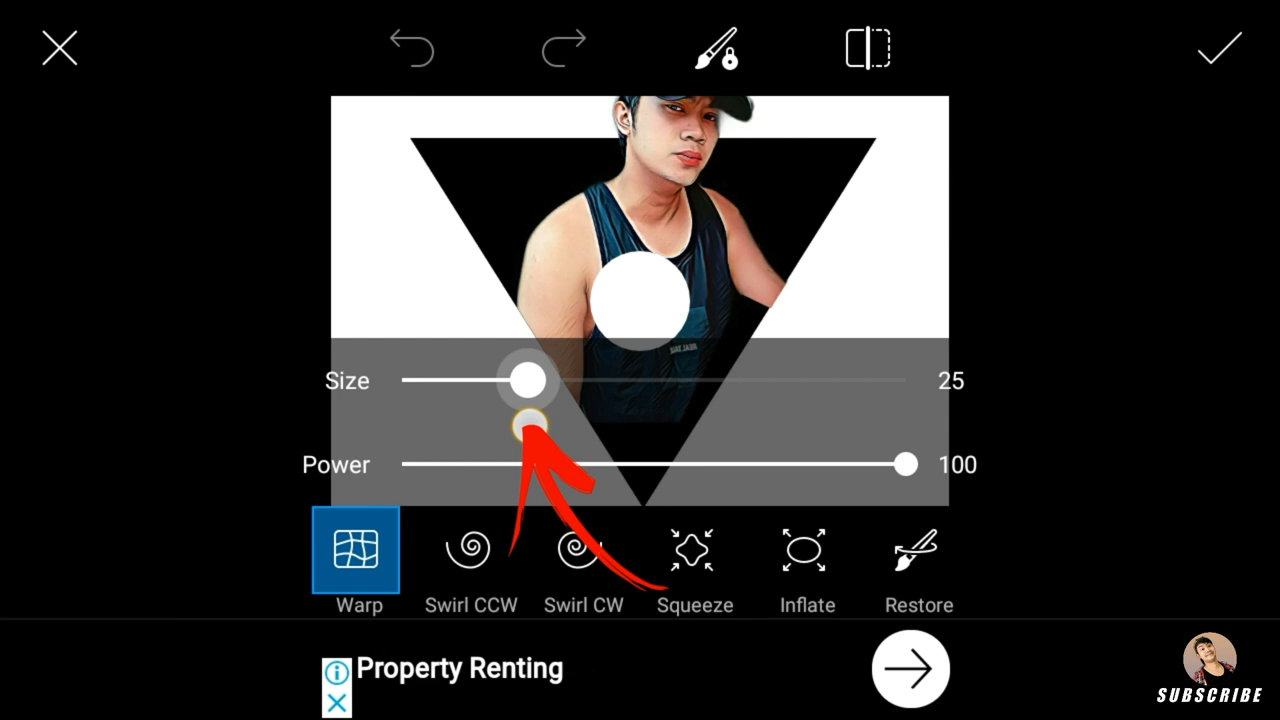 Size
25
Power
100
Warp
Swirl CCW
Swirl CW
Squeeze
Inflate
Restore
Property Renting
SUBSCRIBE